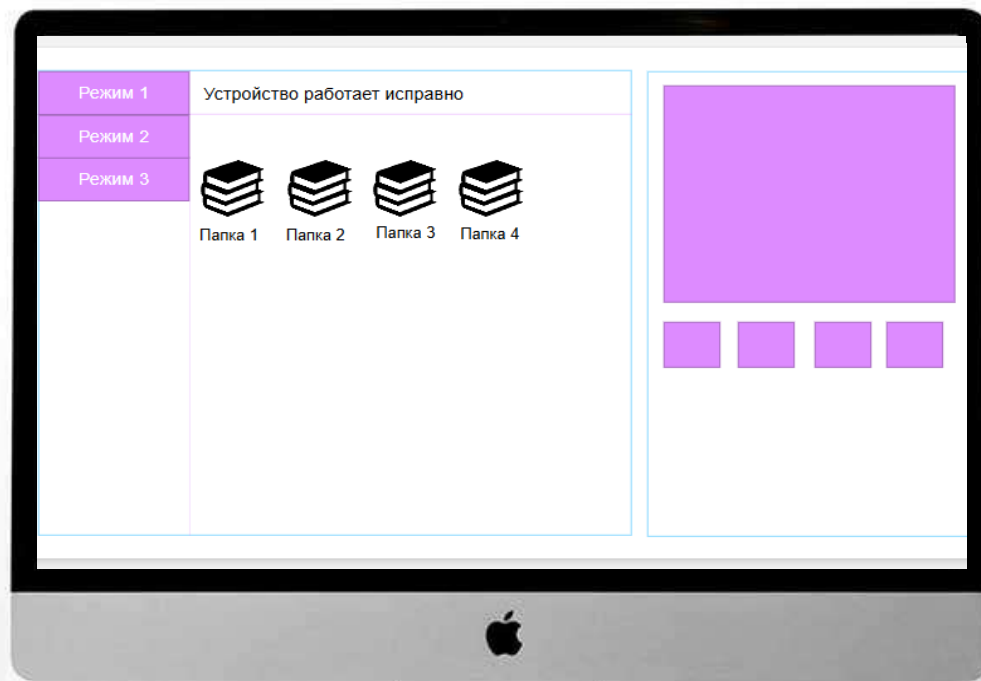 Режим 1
Устройство работает исправно
Режим 2
Режим 3
Папка 1
Папка 2
Папка 3
Папка 4